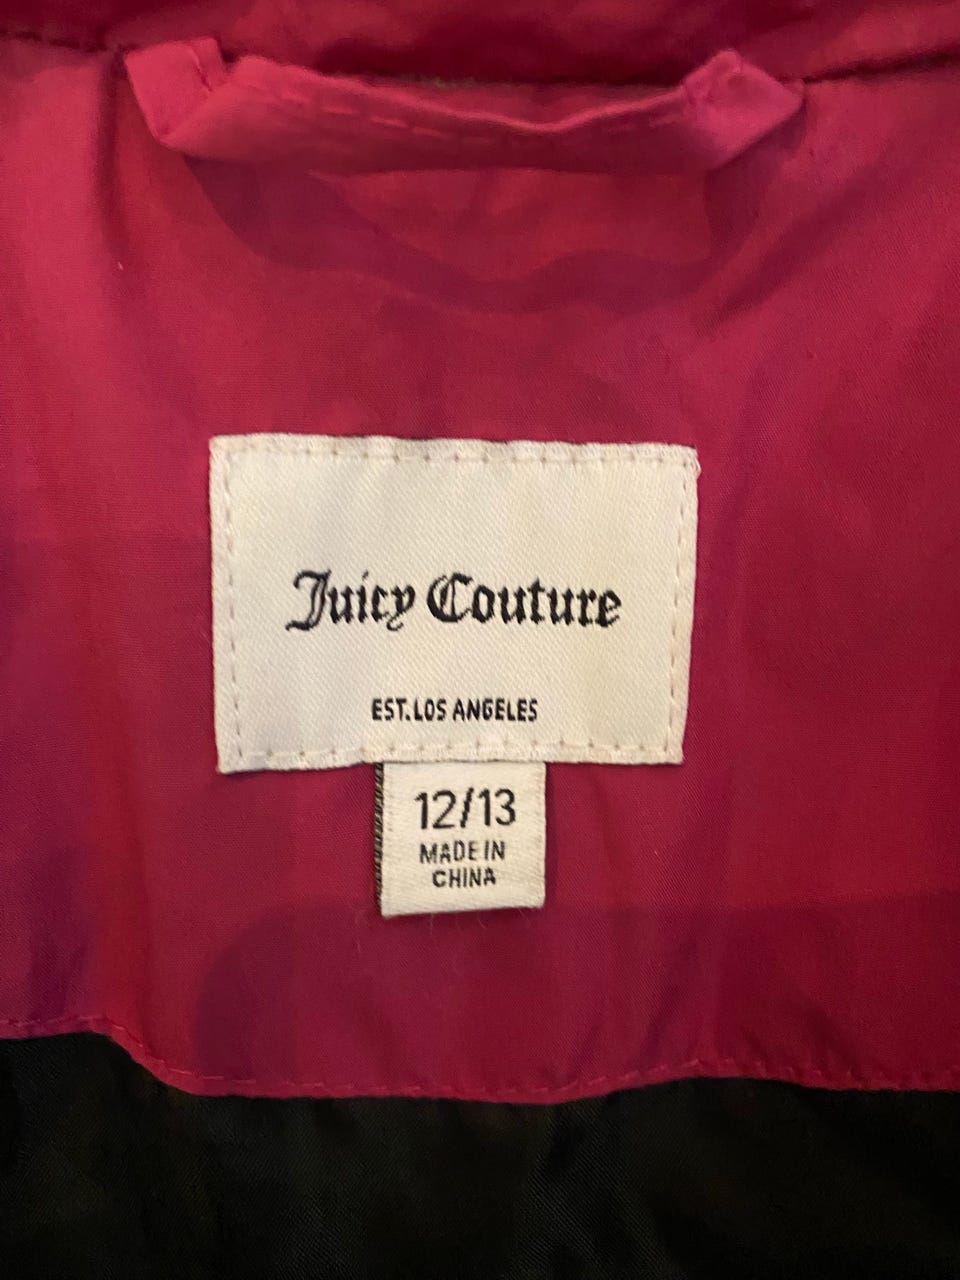 Juicy Couture
EST. LOS ANGELES
12/13
MADE IN
CHINA